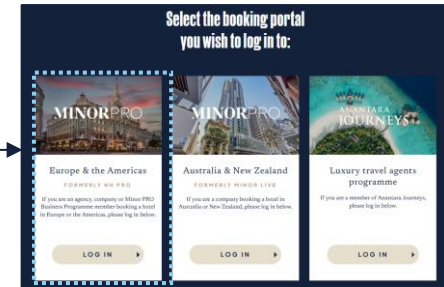 Select the booking portal
you wish to log in to:
MINORPRO
Europe & the Americas
FORMERLY NH PRO
If you are an agency, company or Minor PRO
Business Programme member booking a hotel
in Europe or the Americas, please log in below.
LOG IN
MINORPRO
Australia & New Zealand
FORMERLY MINOR LIVE
If you are a company booking a hotel in
Australia or New Zealand, please log in below.
LOG IN
ANANTARA
JOURNEYS
Luxury travel agents
programme
If you are a member of Anantara Journeys,
please log in below.
LOG IN